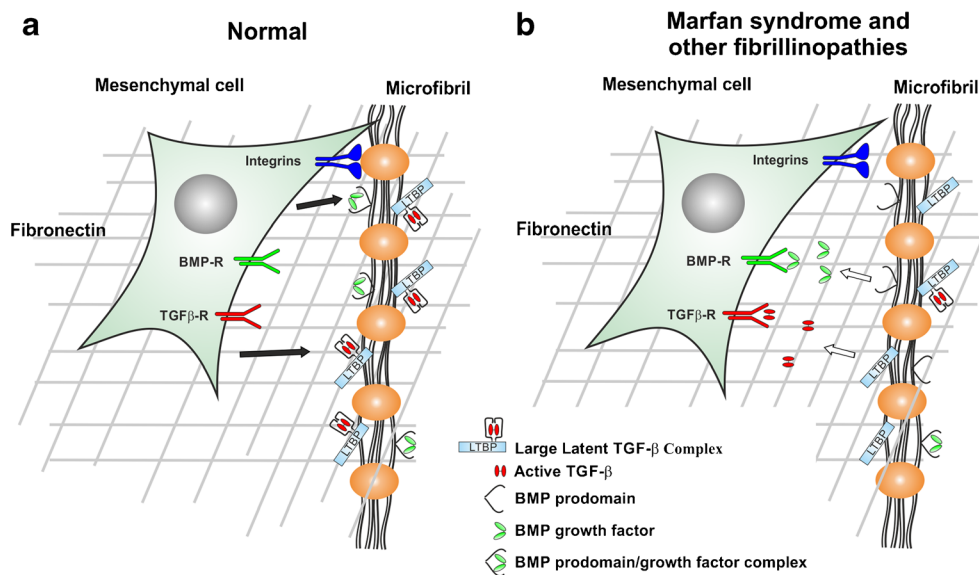 a
Normal
Mesenchymal cell
Microfibril
Integrins
LTBP
Fibronectin
BMP-R
LTBP
TGFβ-R
LTBP
LTBP
b
Marfan syndrome and
other fibrillinopathies
Mesenchymal cell
Microfibril
Integrins
LTBP
Fibronectin
BMP-R
LTBP
TGFβ-R
LTBP
LTBP
LTBP
Large Latent TGF-β Complex
Active TGF-β
BMP prodomain
BMP growth factor
BMP prodomain/growth factor complex